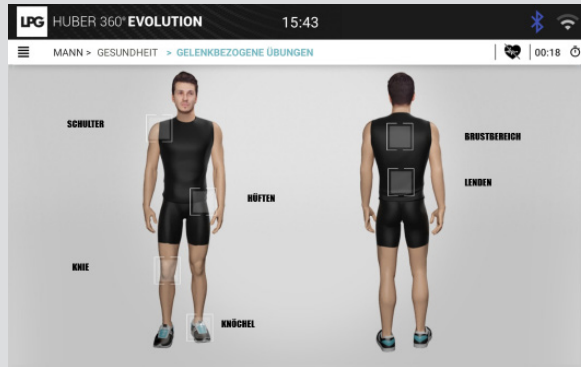 LPG HUBER 360° EVOLUTION 15:43
MANN > GESUNDHEIT > GELENKBEZOGENE ÜBUNGEN 00:18
SCHULTER
BRUSTBEREICH
LENDEN
HÜFTEN
KNIE
KNÖCHEL